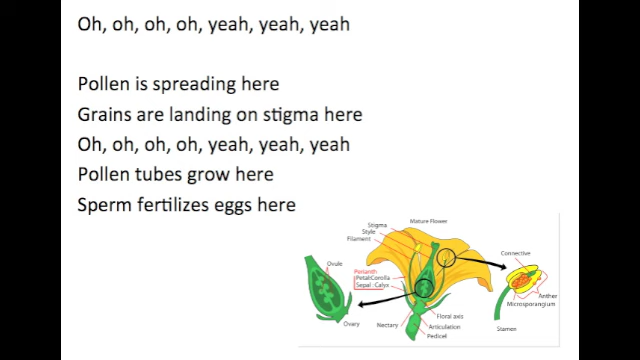 Oh, oh, oh, oh, yeah, yeah, yeah
Pollen is spreading here
Grains are landing on stigma here
Oh, oh, oh, oh, yeah, yeah, yeah
Pollen tubes grow here
Sperm fertilizes eggs here
Mature Flower
Stigma
Style
Filament
Connective
Ovule
Perianth
Petal:Corolla
Sepal :Calyx
Anther
Microsporangium
Ovary
Nectary
Floral axis
Articulation
Pedicel
Stamen